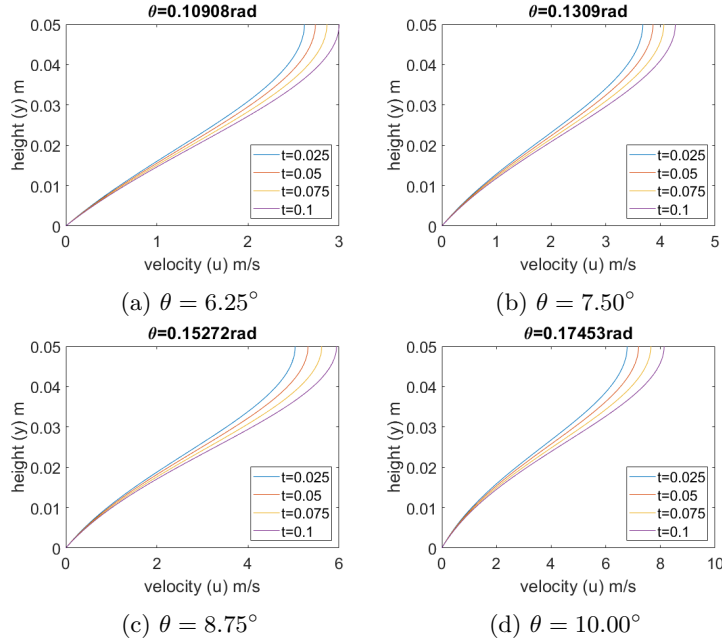 θ=0.10908rad
0.05
0.04
0.03
0.02
0.01
0
height (y) m
t=0.025
t=0.05
t=0.075
t=0.1
0 1 2 3
velocity (u) m/s
(a) θ = 6.25°
θ=0.1309rad
0.05
0.04
0.03
0.02
0.01
0
height (y) m
t=0.025
t=0.05
t=0.075
t=0.1
0 1 2 3 4 5
velocity (u) m/s
(b) θ = 7.50°
θ=0.15272rad
0.05
0.04
0.03
0.02
0.01
0
height (y) m
t=0.025
t=0.05
t=0.075
t=0.1
0 2 4 6
velocity (u) m/s
(c) θ = 8.75°
θ=0.17453rad
0.05
0.04
0.03
0.02
0.01
0
height (y) m
t=0.025
t=0.05
t=0.075
t=0.1
0 2 4 6 8 10
velocity (u) m/s
(d) θ = 10.00°